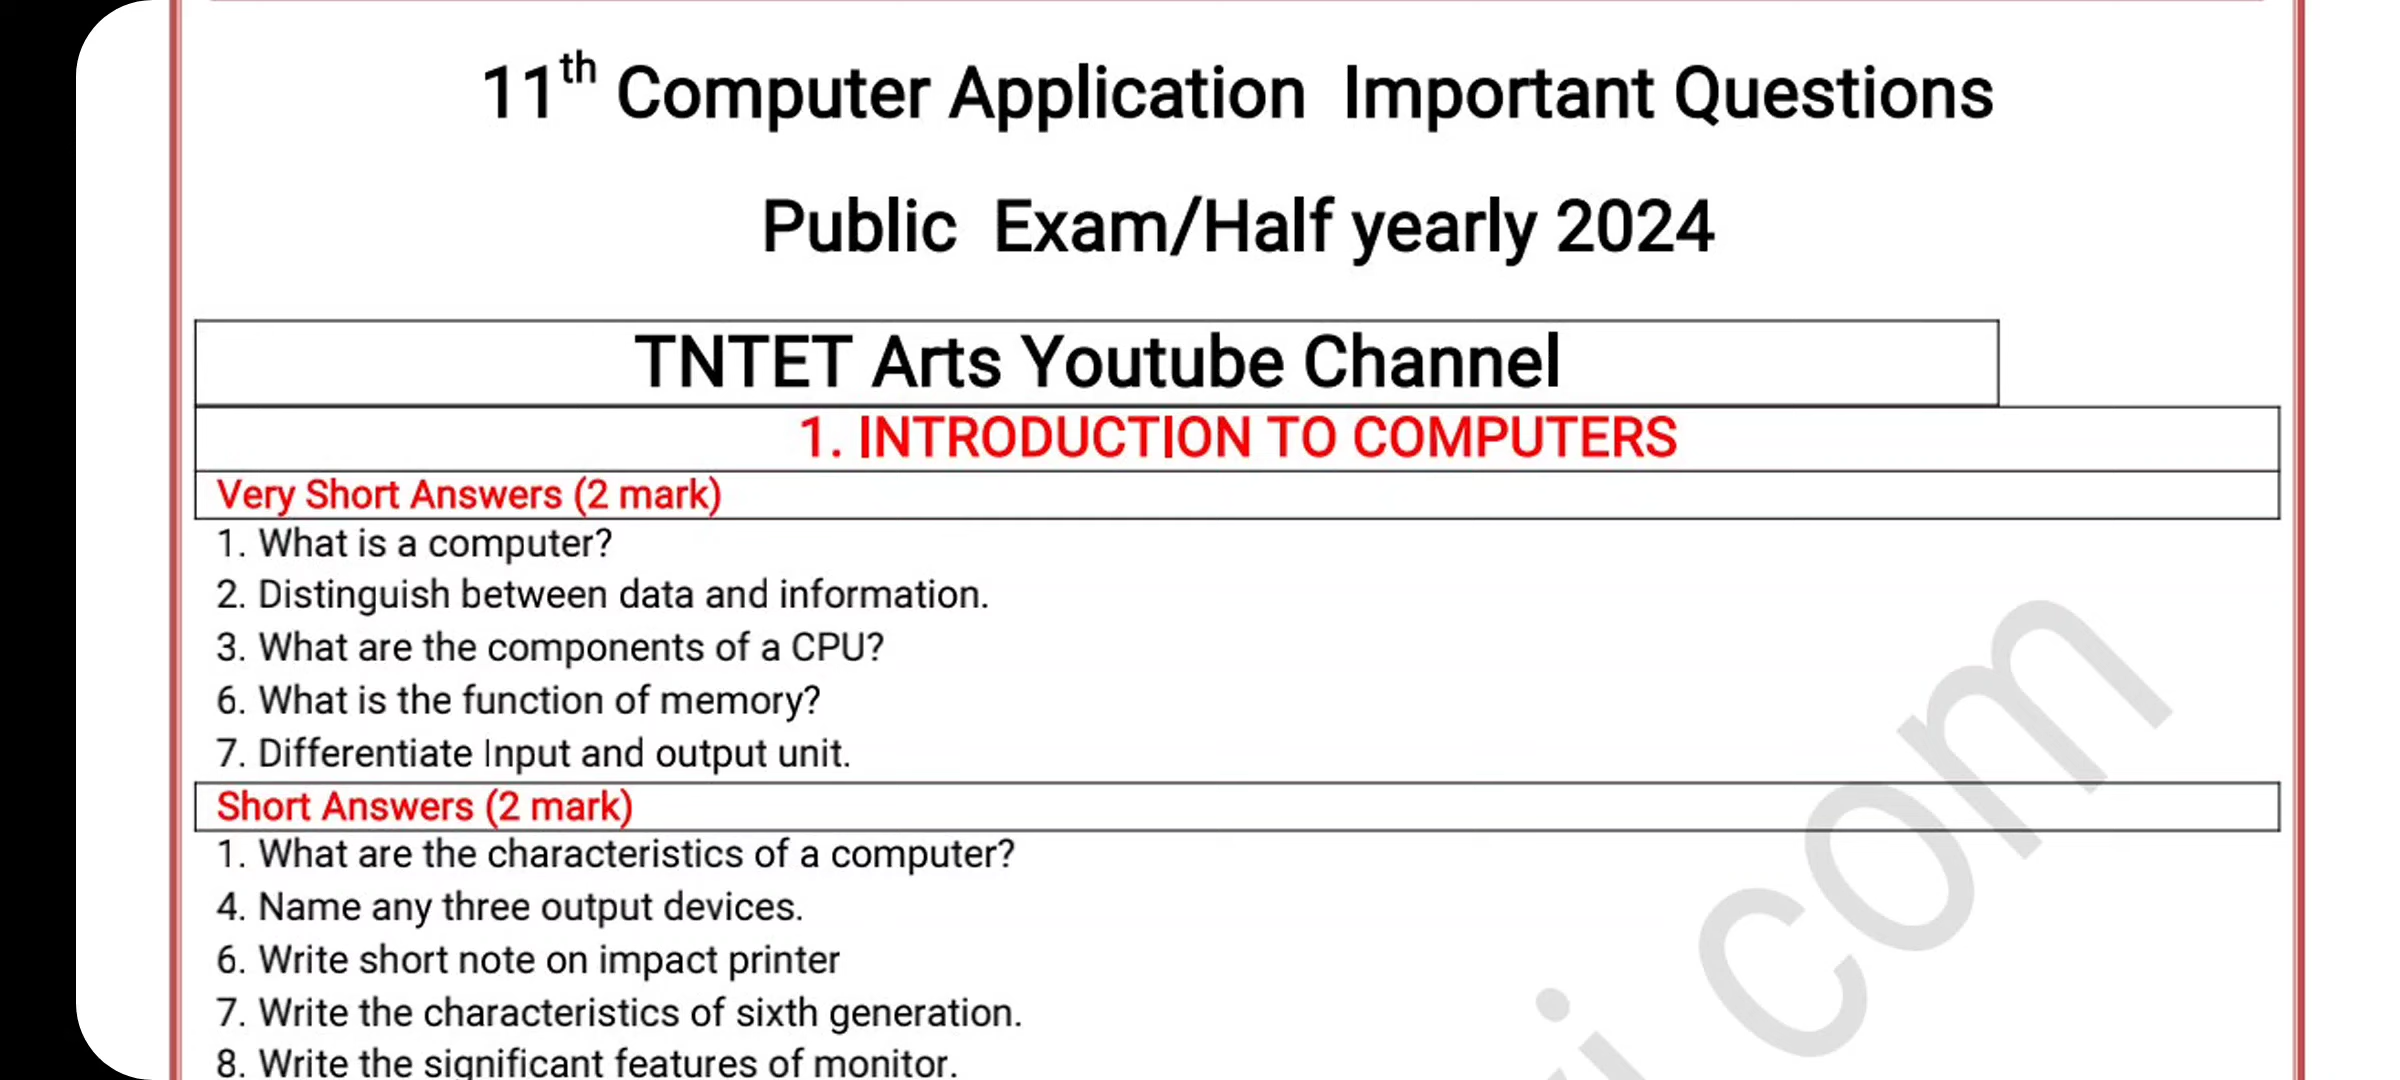 11th Computer Application Important Questions
Public Exam/Half yearly 2024
TNTET Arts Youtube Channel
1. INTRODUCTION TO COMPUTERS
Very Short Answers (2 mark)
1. What is a computer?
2. Distinguish between data and information.
3. What are the components of a CPU?
6. What is the function of memory?
7. Differentiate Input and output unit.
Short Answers (2 mark)
1. What are the characteristics of a computer?
4. Name any three output devices.
6. Write short note on impact printer
7. Write the characteristics of sixth generation.
8. Write the significant features of monitor.
com